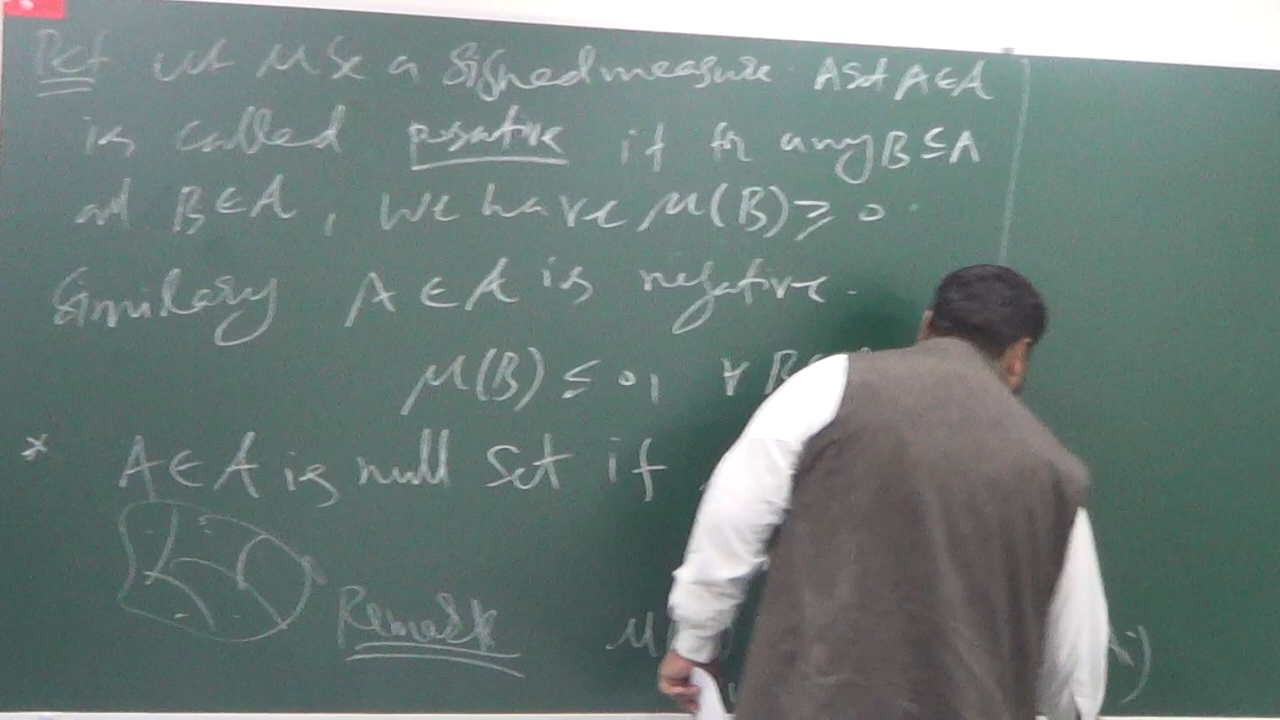 Def Let μ be a signed measure. A set A ∈ A
is called positive if for any B ⊆ A
and B ∈ A, we have μ(B) ≥ 0.
Similary A ∈ A is negative.
μ(B) ≤ 0, ∀ B
* A ∈ A is null set if
Remark μ(